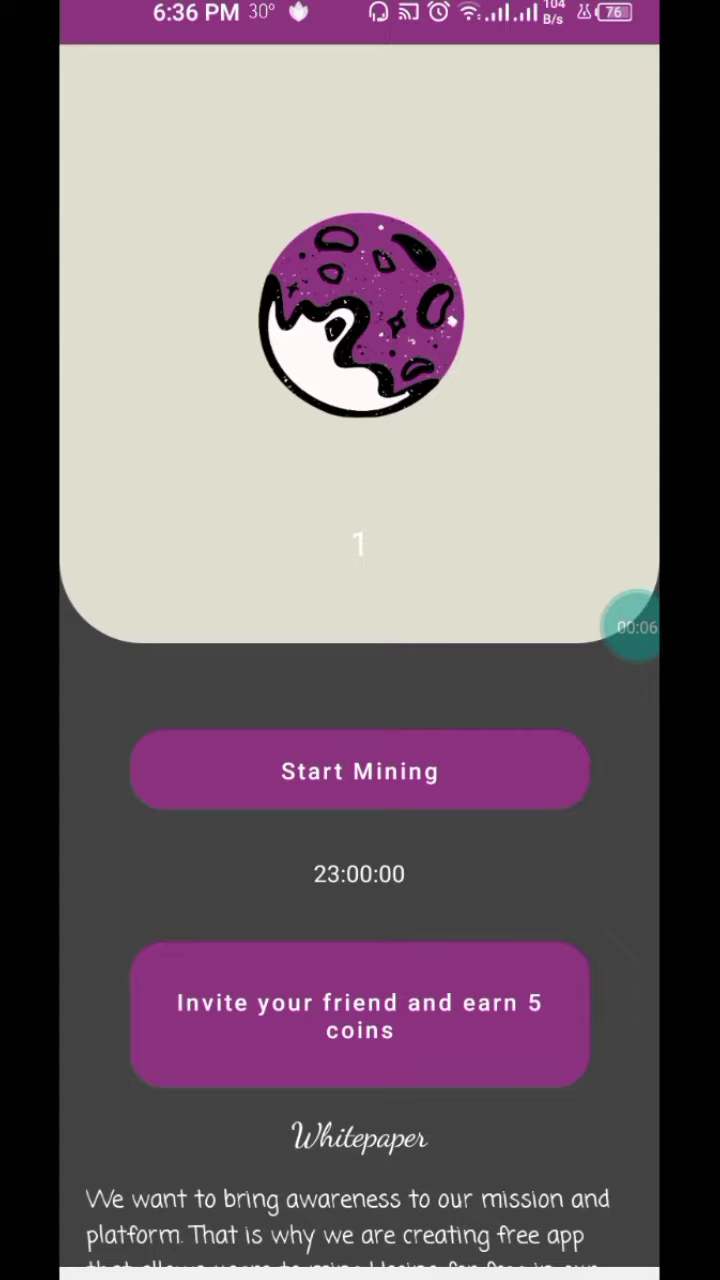 6:36 PM 30° 104
B/s 76
1
00:06
Start Mining
23:00:00
Invite your friend and earn 5
coins
Whitepaper
We want to bring awareness to our mission and
platform. That is why we are creating free app